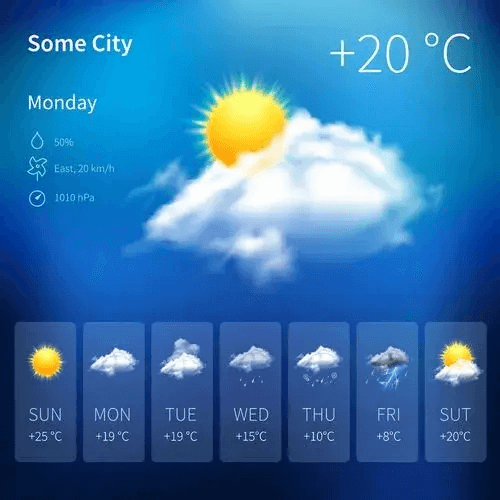 Some City
+20 °C
Monday
50%
East, 20 km/h
1010 hPa
SUN MON TUE WED THU FRI SUT
+25 °C +19 °C +19 °C +15°C +10°C +8°C +20°C